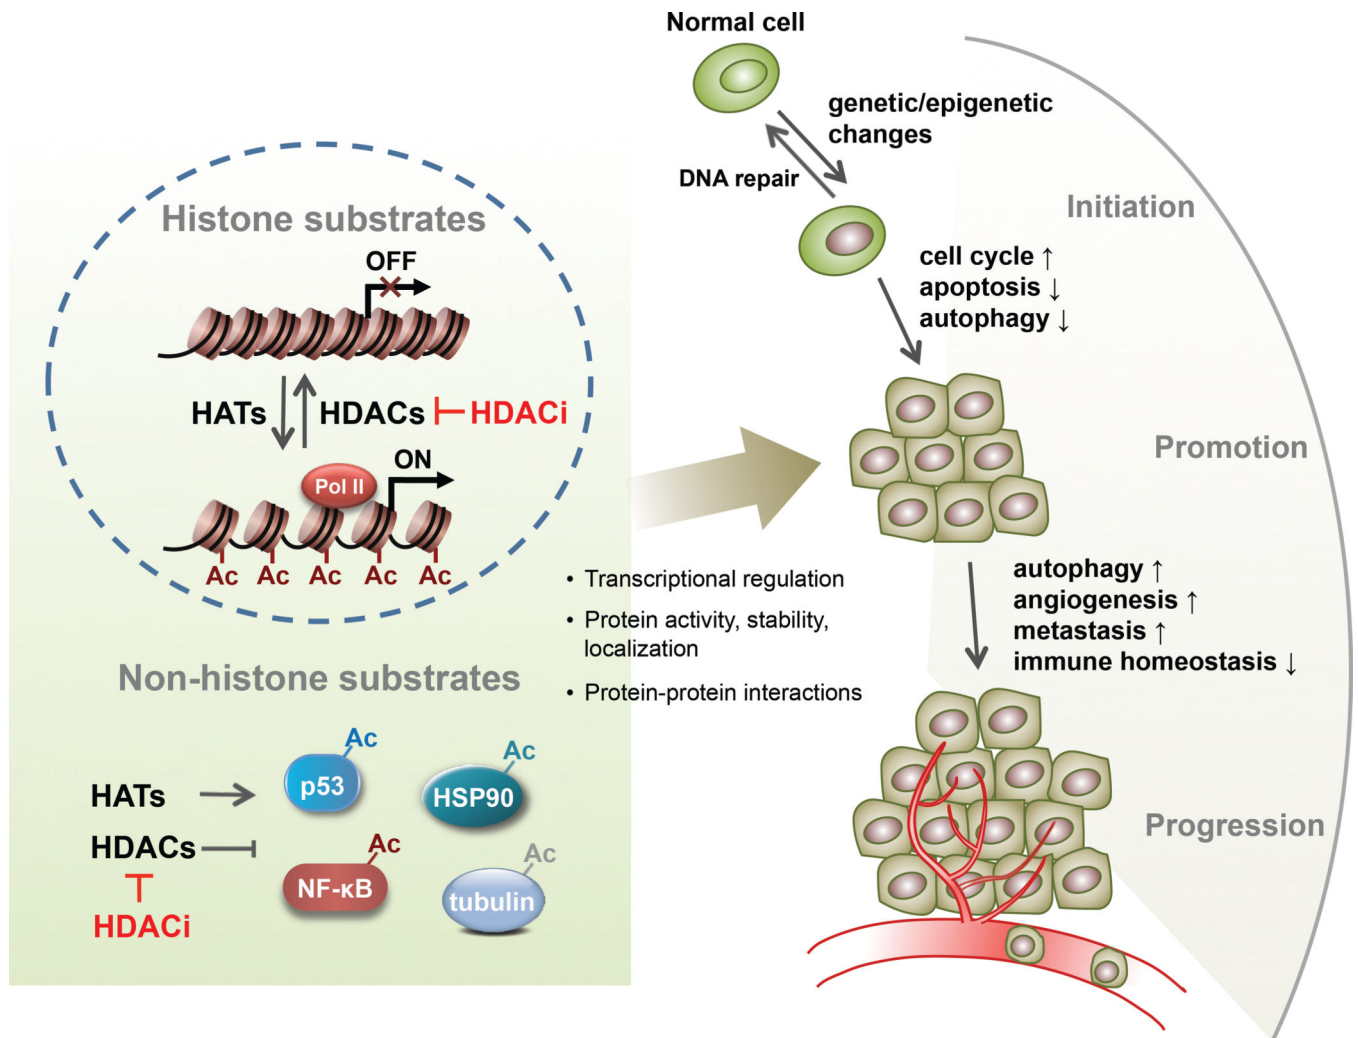 Normal cell
genetic/epigenetic
changes
DNA repair
Initiation
cell cycle ↑
apoptosis ↓
autophagy ↓
Promotion
autophagy ↑
angiogenesis ↑
metastasis ↑
immune homeostasis ↓
Progression
Histone substrates
OFF
HATs
HDACs
HDACi
ON
Pol II
Ac Ac Ac Ac Ac
• Transcriptional regulation
• Protein activity, stability,
localization
• Protein-protein interactions
Non-histone substrates
HATs
HDACs
HDACi
Ac
p53
Ac
HSP90
Ac
NF-κB
Ac
tubulin